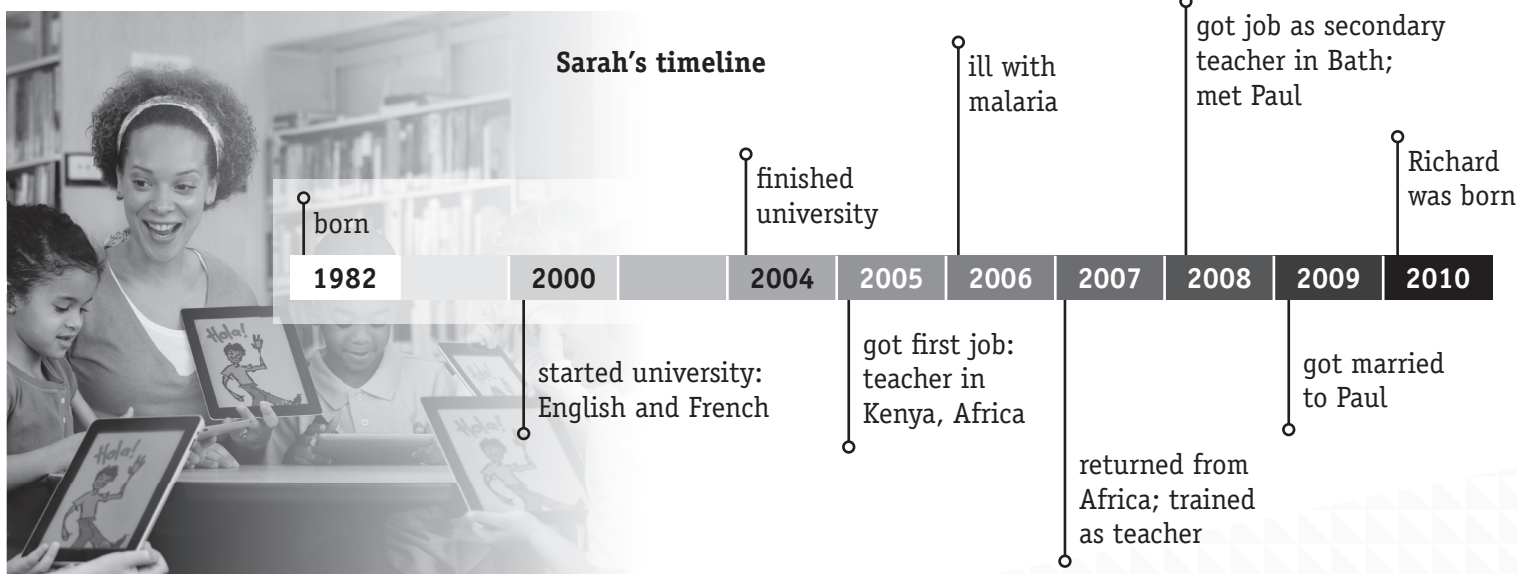 Sarah's timeline
born
1982
2000
started university:
English and French
finished
university
2004
got first job:
teacher in
Kenya, Africa
2005
ill with
malaria
2006
returned from
Africa; trained
as teacher
2007
got job as secondary
teacher in Bath;
met Paul
2008
got married
to Paul
2009
Richard
was born
2010
Hola!
Hola!
Hola!